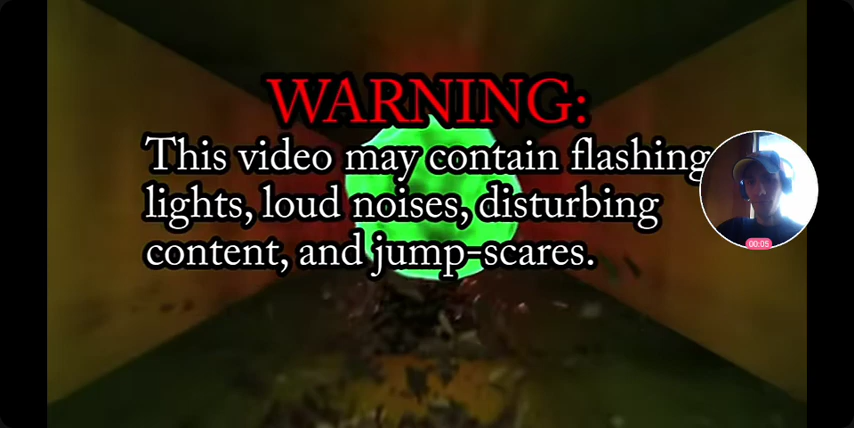 WARNING:
This video may contain flashing
lights, loud noises, disturbing
content, and jump-scares.
00:05